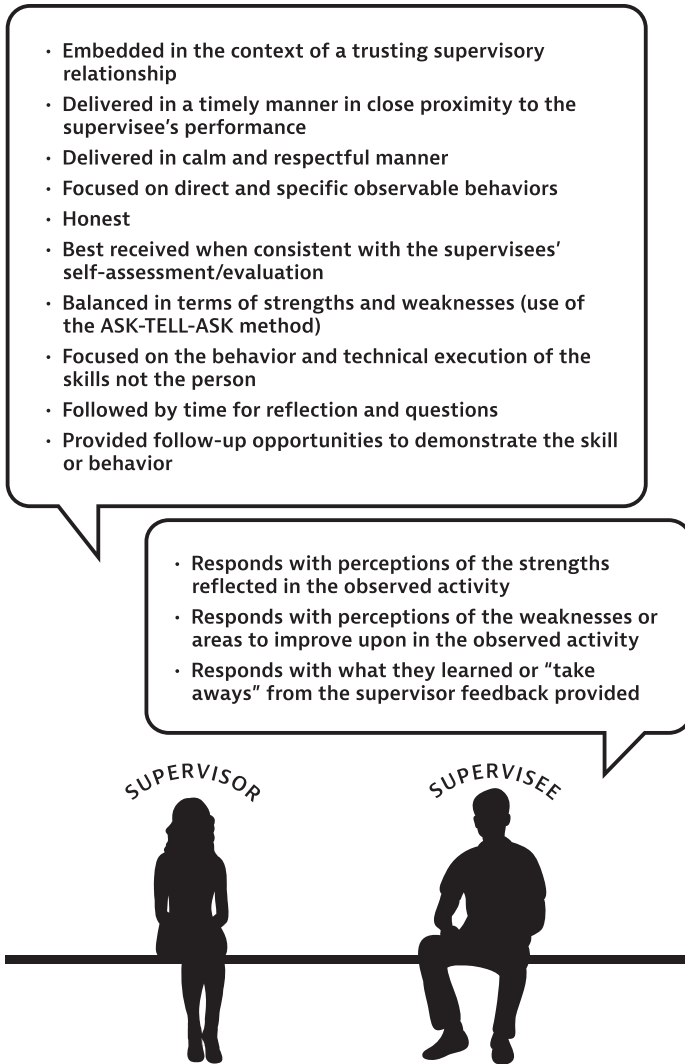 · Embedded in the context of a trusting supervisory
relationship
· Delivered in a timely manner in close proximity to the
supervisee’s performance
· Delivered in calm and respectful manner
· Focused on direct and specific observable behaviors
· Honest
· Best received when consistent with the supervisees’
self-assessment/evaluation
· Balanced in terms of strengths and weaknesses (use of
the ASK-TELL-ASK method)
· Focused on the behavior and technical execution of the
skills not the person
· Followed by time for reflection and questions
· Provided follow-up opportunities to demonstrate the skill
or behavior
· Responds with perceptions of the strengths
reflected in the observed activity
· Responds with perceptions of the weaknesses or
areas to improve upon in the observed activity
· Responds with what they learned or “take
aways” from the supervisor feedback provided
SUPERVISOR
SUPERVISEE